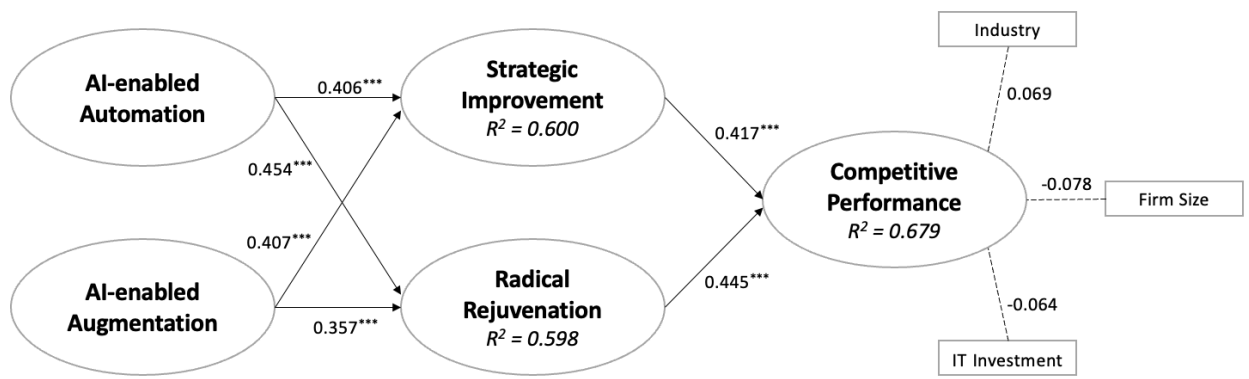 AI-enabled
Automation
0.406***
0.454***
0.407***
AI-enabled
Augmentation
0.357***
Strategic
Improvement
R² = 0.600
Radical
Rejuvenation
R² = 0.598
0.417***
0.445***
Competitive
Performance
R² = 0.679
Industry
0.069
-0.078
Firm Size
-0.064
IT Investment